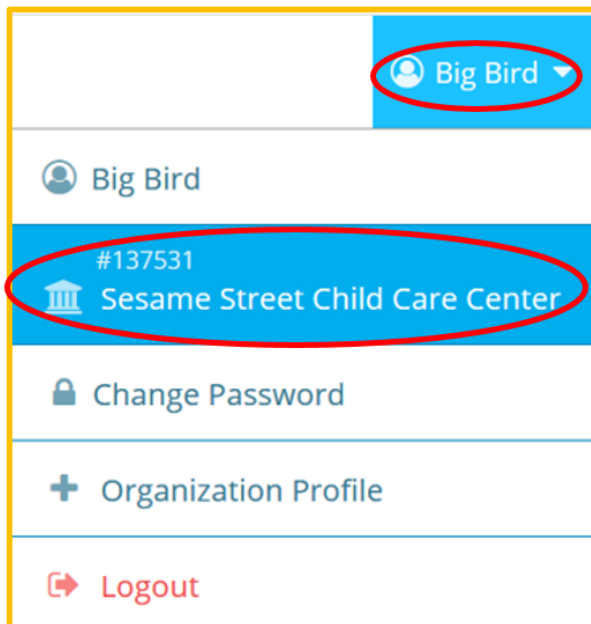 Big Bird
Big Bird
#137531
Sesame Street Child Care Center
Change Password
Organization Profile
Logout